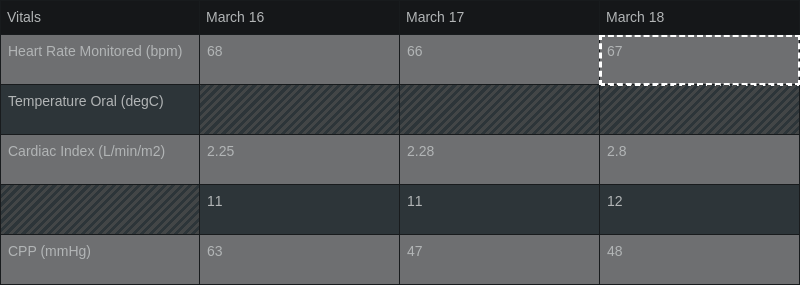 Vitals March 16 March 17 March 18
Heart Rate Monitored (bpm) 68 66 67
Temperature Oral (degC)
Cardiac Index (L/min/m2) 2.25 2.28 2.8
11 11 12
CPP (mmHg) 63 47 48